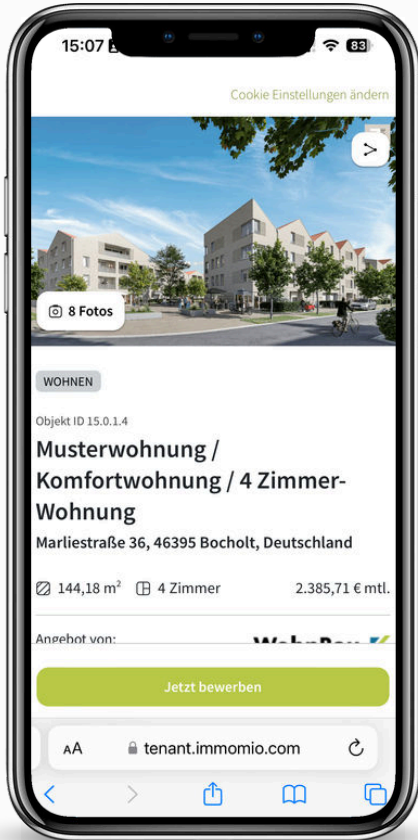 15:07
83
Cookie Einstellungen ändern
8 Fotos
WOHNEN
Objekt ID 15.0.1.4
Musterwohnung /
Komfortwohnung / 4 Zimmer-
Wohnung
Marliestraße 36, 46395 Bocholt, Deutschland
144,18 m² 4 Zimmer 2.385,71 € mtl.
Angebot von: WohnBau
Jetzt bewerben
AA tenant.immomio.com